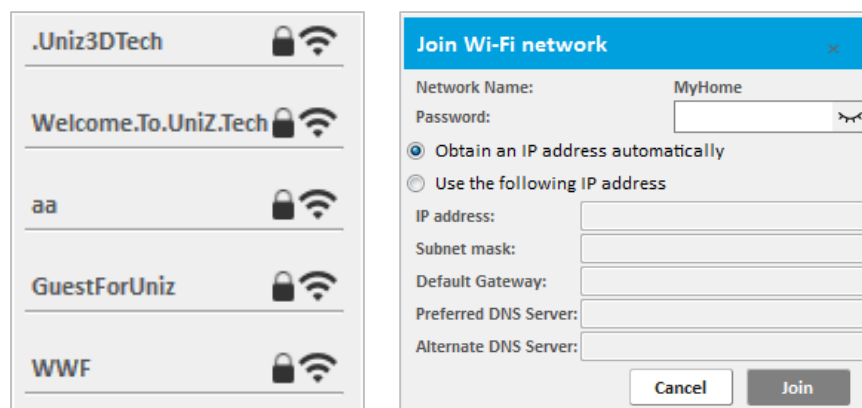 .Uniz3DTech
Welcome.To.UniZ.Tech
aa
GuestForUniz
WWF
Join Wi-Fi network
Network Name: MyHome
Password:
Obtain an IP address automatically
Use the following IP address
IP address:
Subnet mask:
Default Gateway:
Preferred DNS Server:
Alternate DNS Server:
Cancel Join